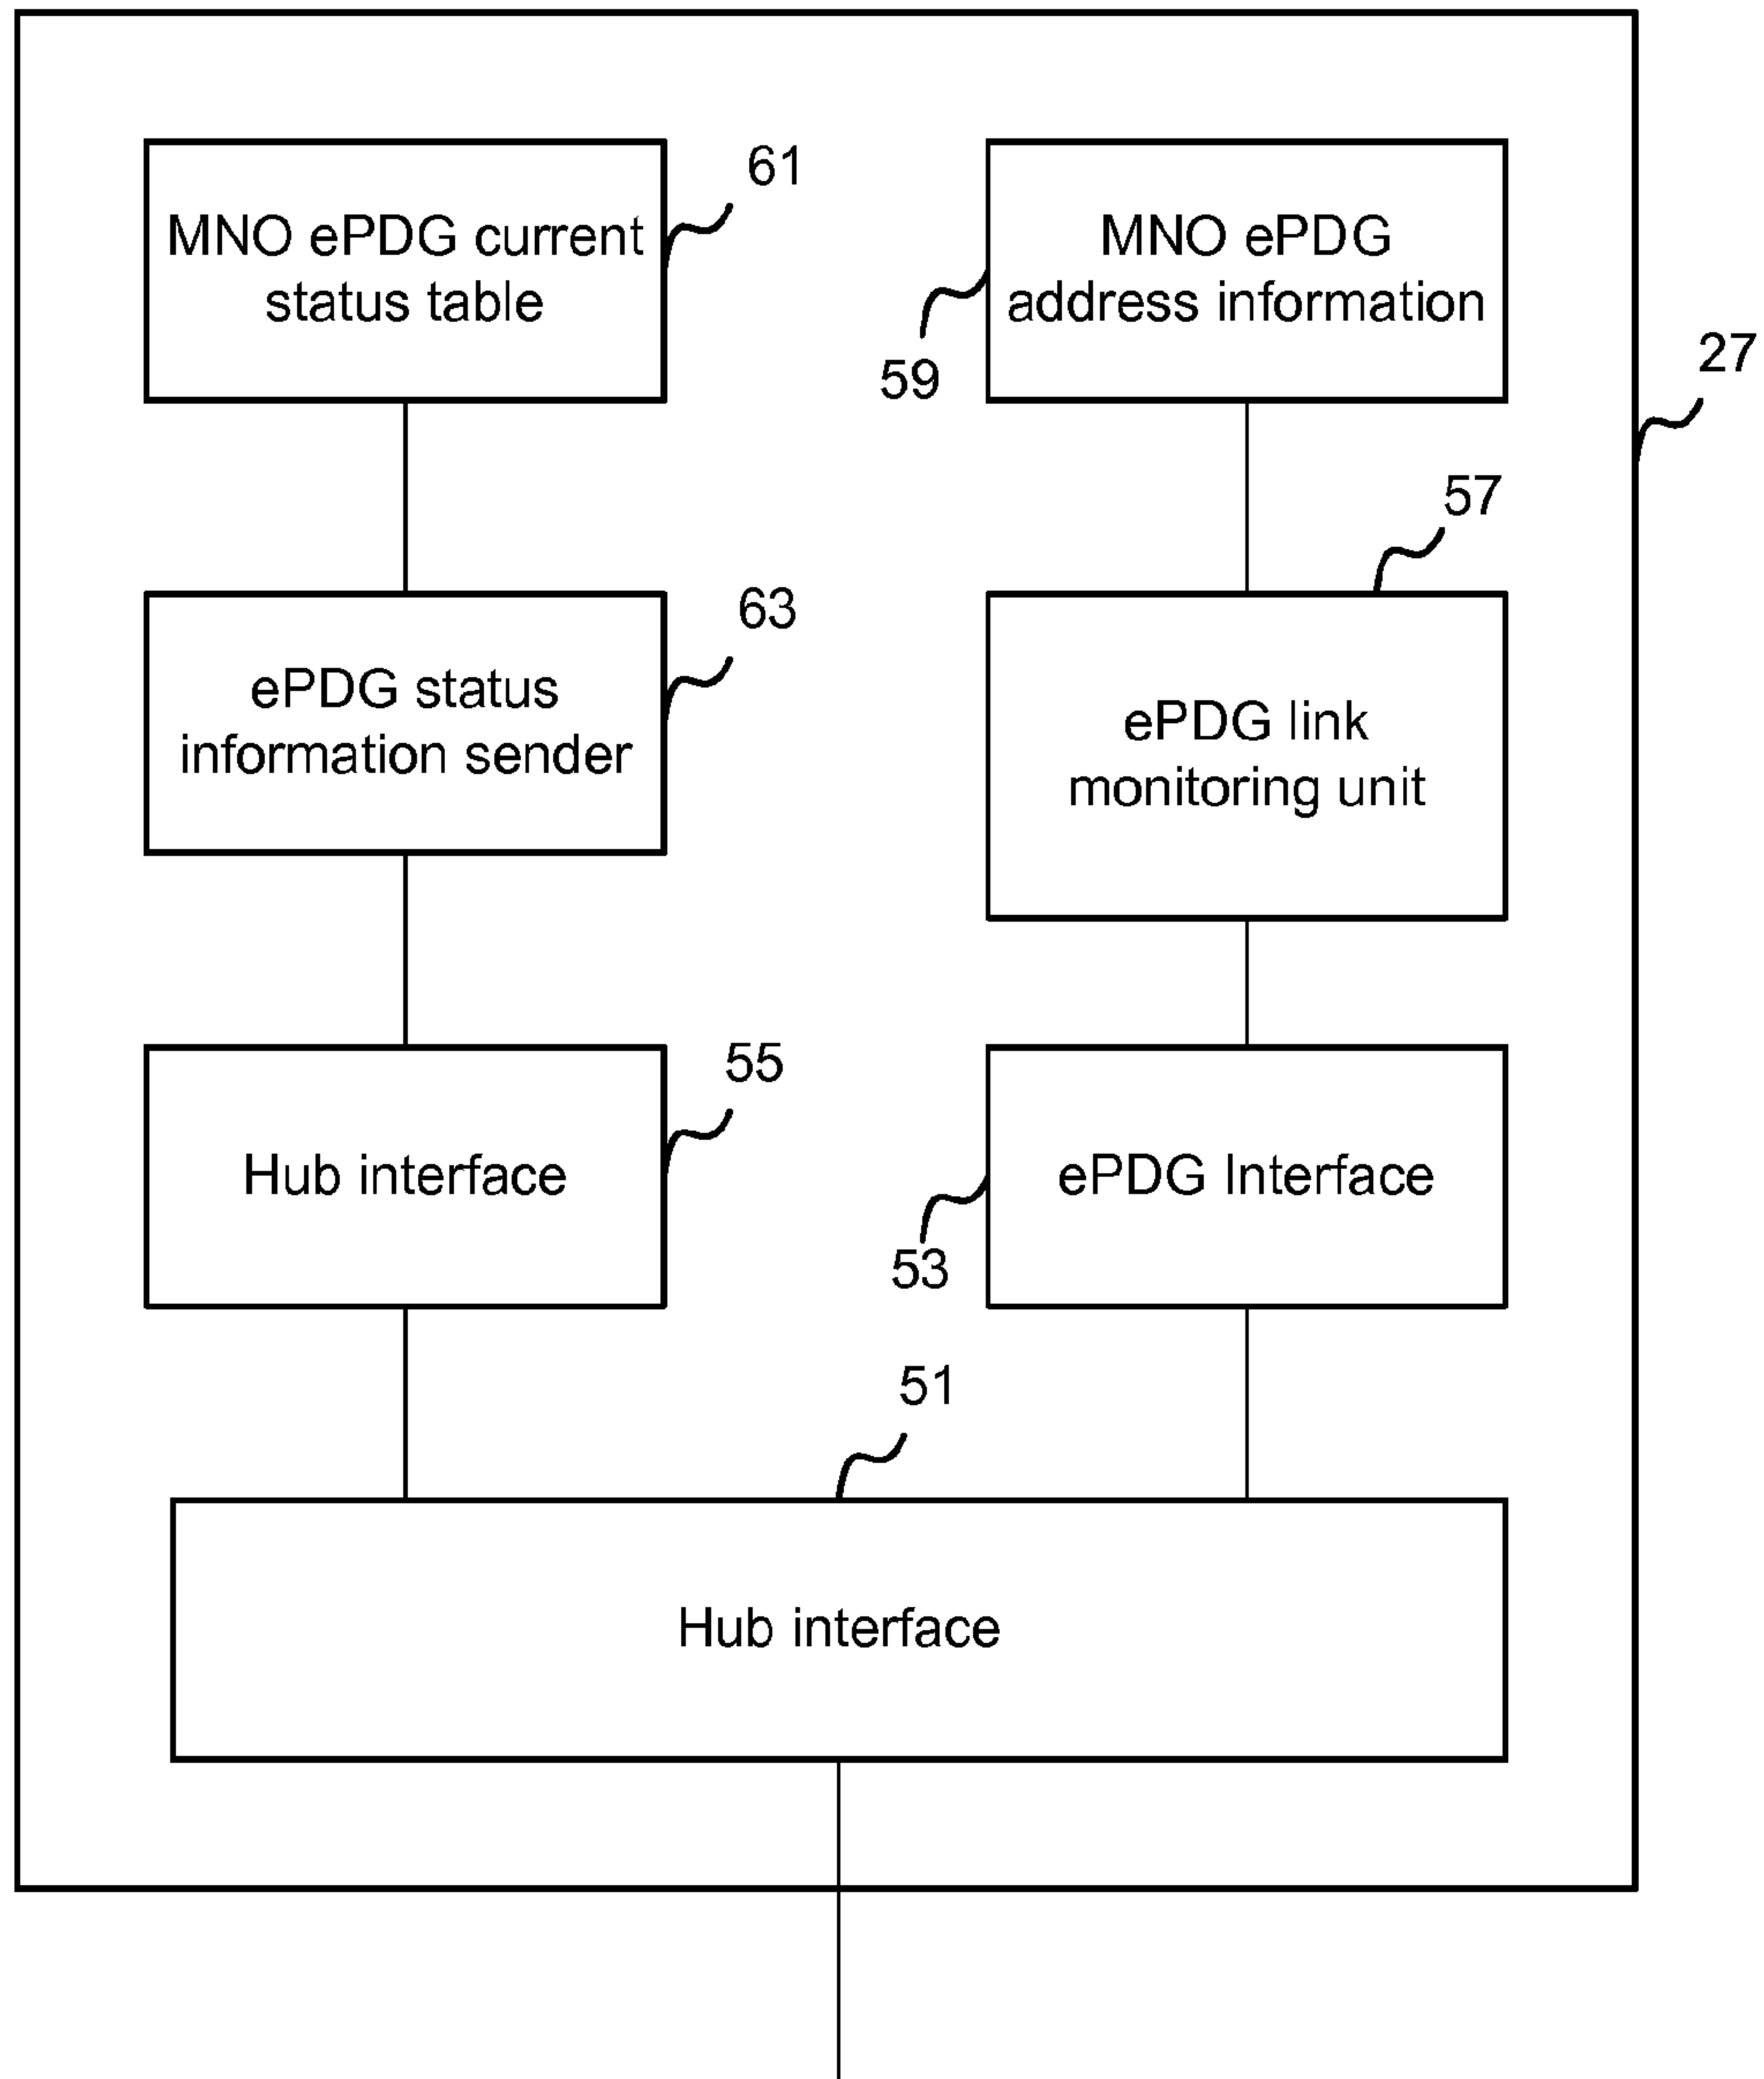 61
MNO ePDG current
status table
MNO ePDG
address information
59
27
57
63
ePDG status
information sender
ePDG link
monitoring unit
55
Hub interface
ePDG Interface
53
51
Hub interface